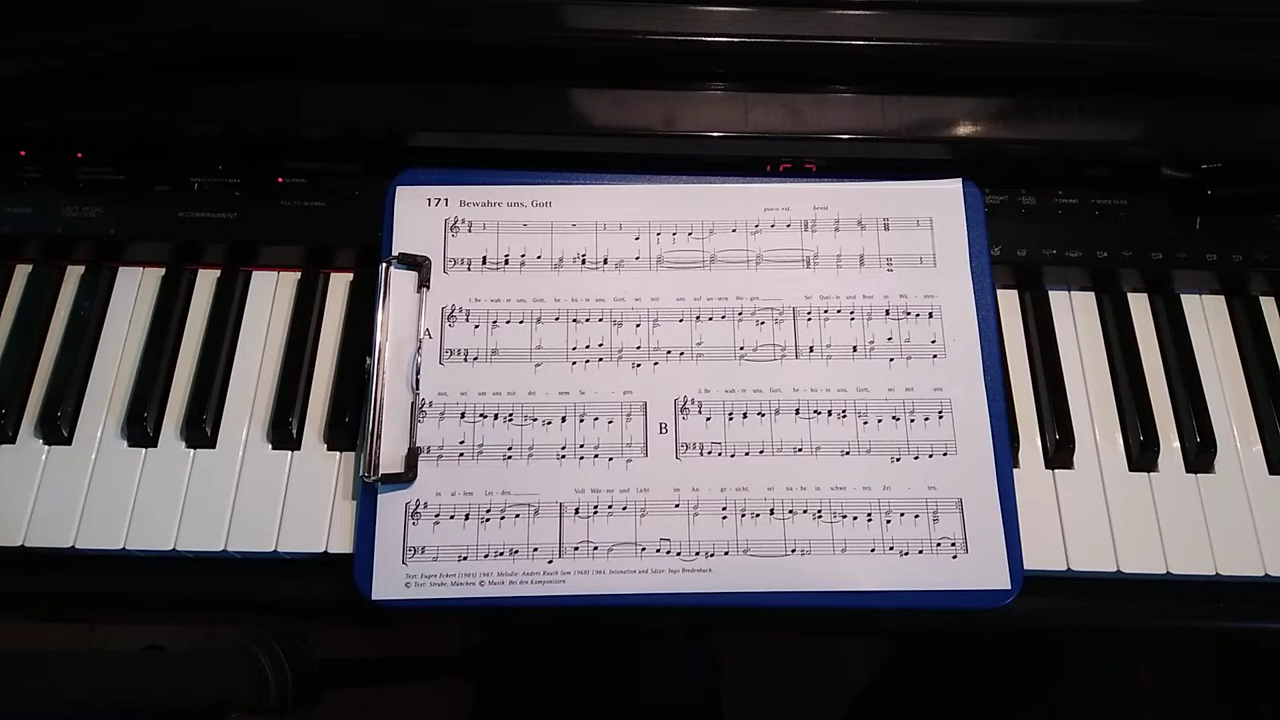 171 Bewahre uns, Gott
poco rit. breit
A
1. Be - wah - re uns, Gott, be - hü - te uns, Gott, sei mit uns auf un - sern We - gen. Sei Quel - le und Brot in Wü - sten-
not, sei um uns mit dei - nem Se - gen.
B
2. Be - wah - re uns, Gott, be - hü - te uns, Gott, sei mit uns
in al - lem Lei - den. Voll Wär - me und Licht im An - ge - sicht, sei na - he in schwe - ren Zei - ten,
Text: Eugen Eckert (1985) 1987. Melodie: Anders Ruuth (um 1968) 1984. Intonation und Sätze: Ingo Bredenbach.
© Text: Strube, München. © Musik: Bei den Komponisten
ACCOMPANIMENT
NORMAL